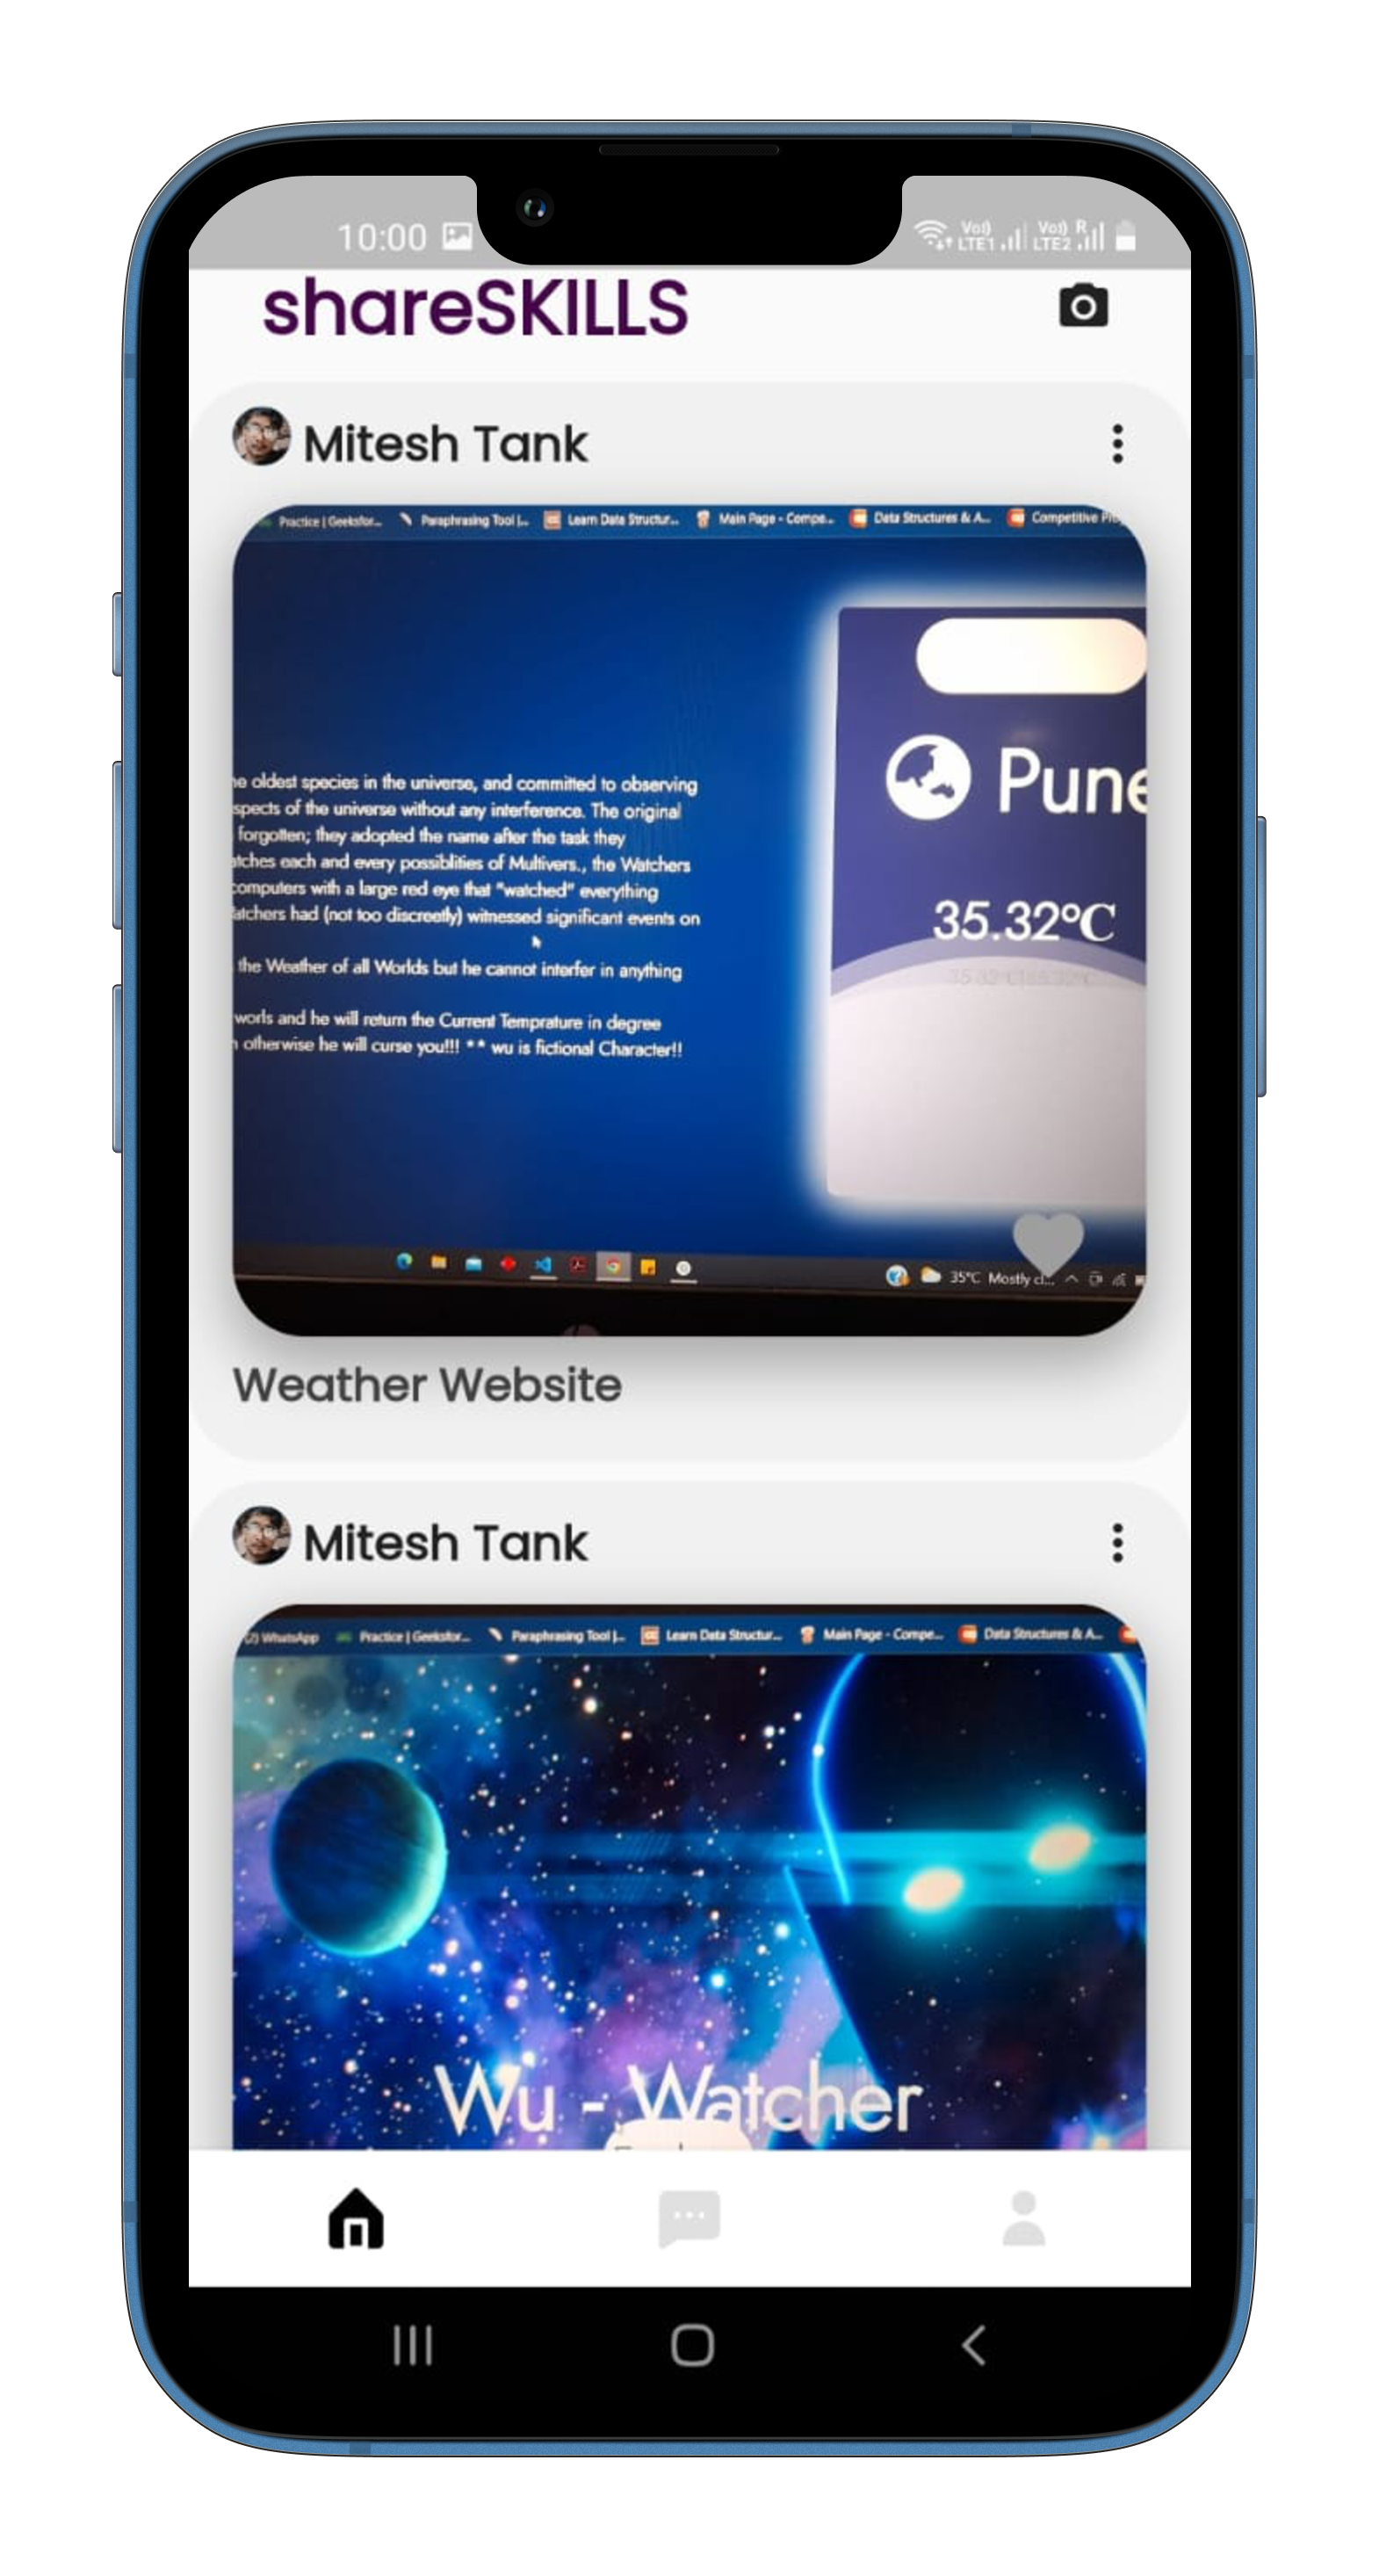 10:00
Vo)) LTE1 Vo)) R LTE2
shareSKILLS
Mitesh Tank
Practice | Geeksfor... Paraphrasing Tool |... Learn Data Structur... Main Page - Compe... Data Structures & A... Competitive
Pune
35.32°C
oldest species in the universe, and committed to observing
spects of the universe without any interference. The original
forgotten; they adopted the name after the task they
tches each and every possiblities of Multivers., the Watchers
computers with a large red eye that "watched" everything
atchers had (not too discreetly) witnessed significant events on
the Weather of all Worlds but he cannot interfer in anything
worls and he will return the Current Temprature in degree
otherwise he will curse you!!! ** wu is fictional Character!!
35°C Mostly cl...
Weather Website
Mitesh Tank
WhatsApp Practice | Geeksfor... Paraphrasing Tool |... Learn Data Structur... Main Page - Compe... Data Structures & A...
Wu - Watcher